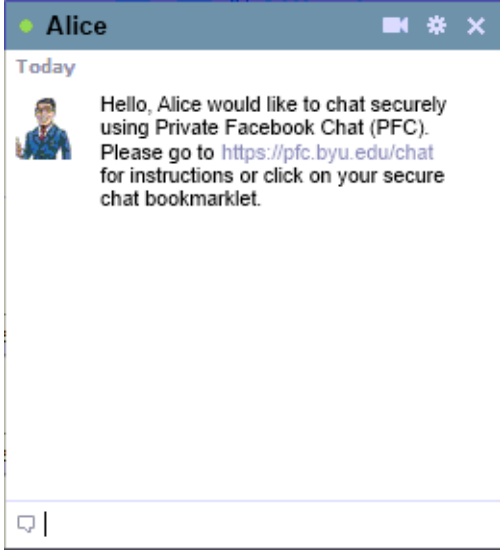 Alice
Today
Hello, Alice would like to chat securely
using Private Facebook Chat (PFC).
Please go to https://pfc.byu.edu/chat
for instructions or click on your secure
chat bookmarklet.